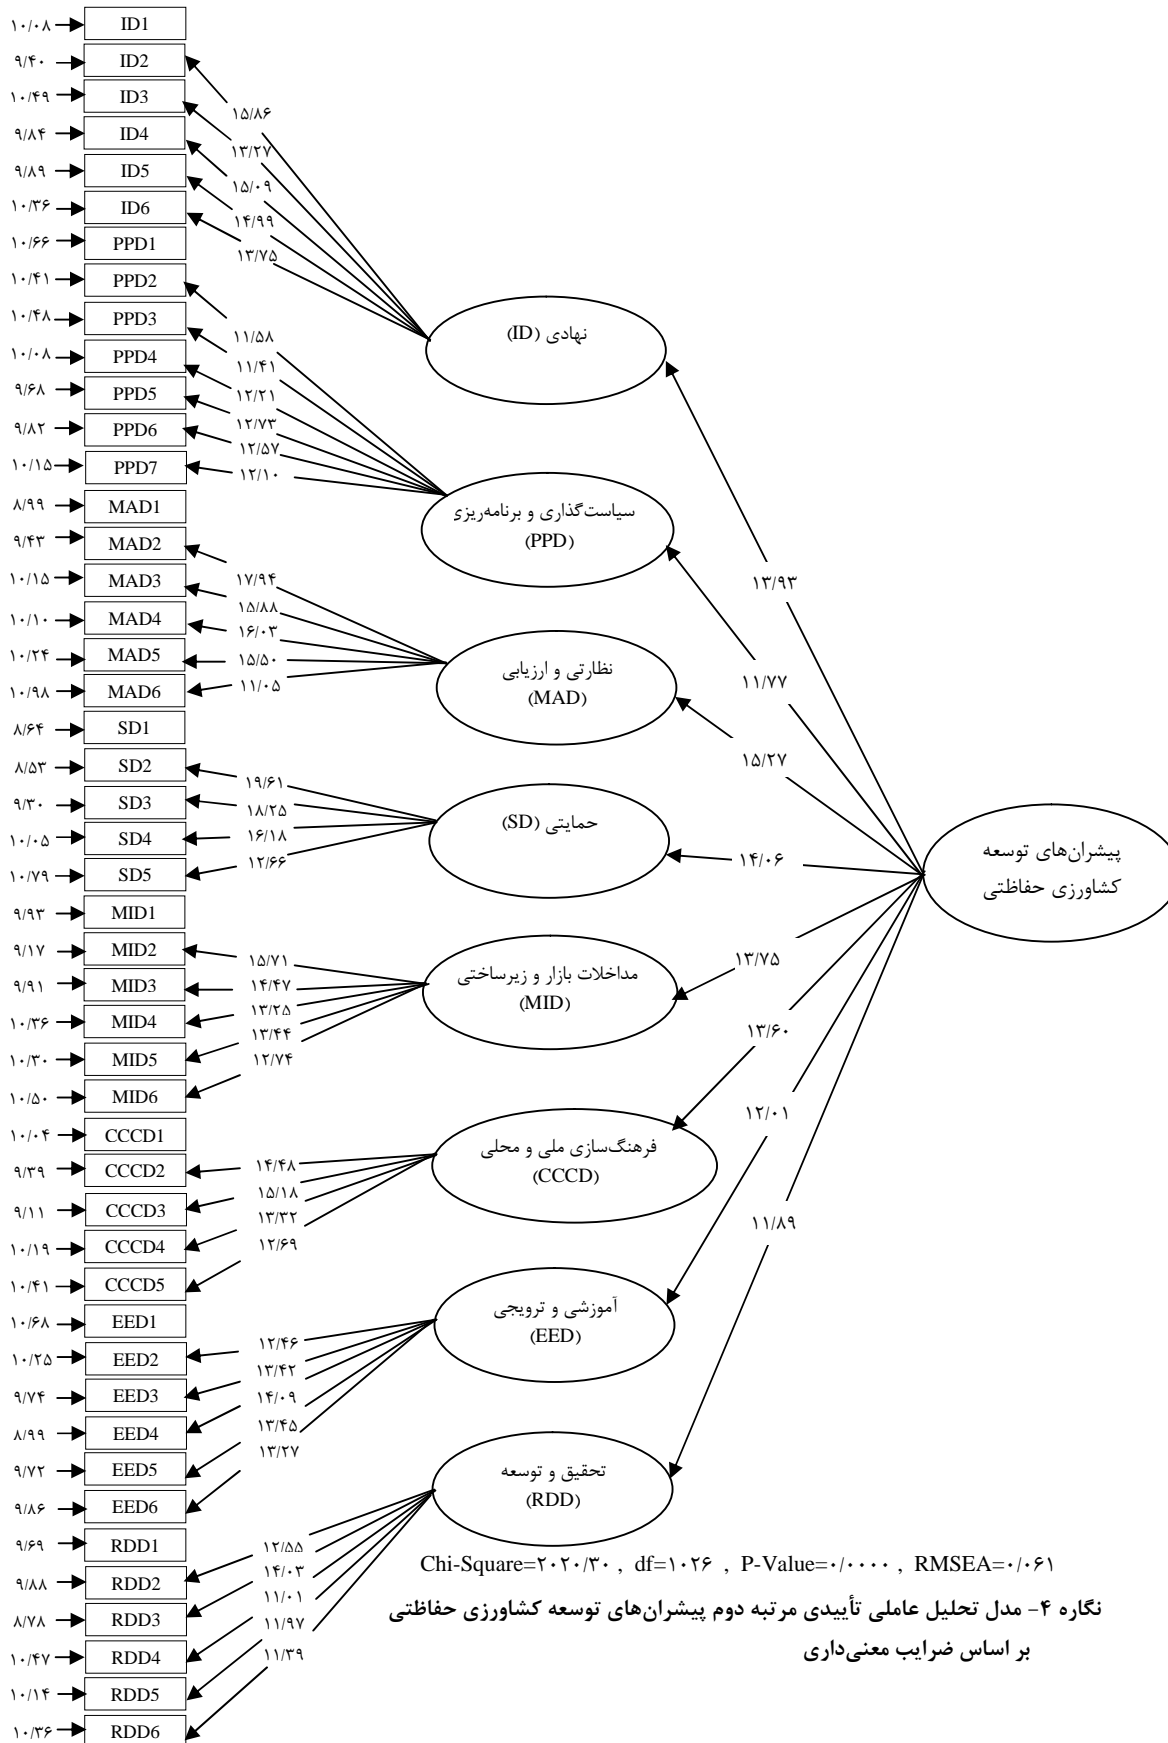 ۱۰/۰۸ ID1
۹/۴۰ ID2
۱۰/۴۹ ID3
۹/۸۴ ID4
۹/۸۹ ID5
۱۰/۳۶ ID6
۱۵/۸۶
۱۳/۲۷
۱۵/۰۹
۱۴/۹۹
۱۳/۷۵
نهادی (ID)
۱۰/۶۶ PPD1
۱۰/۴۱ PPD2
۱۰/۴۸ PPD3
۱۰/۰۸ PPD4
۹/۶۸ PPD5
۹/۸۲ PPD6
۱۰/۱۵ PPD7
۱۱/۵۸
۱۱/۴۱
۱۲/۲۱
۱۲/۷۳
۱۲/۵۷
۱۲/۱۰
سیاست‌گذاری و برنامه‌ریزی
(PPD)
۸/۹۹ MAD1
۹/۴۳ MAD2
۱۰/۱۵ MAD3
۱۰/۱۰ MAD4
۱۰/۲۴ MAD5
۱۰/۹۸ MAD6
۱۷/۹۴
۱۵/۸۸
۱۶/۰۳
۱۵/۵۰
۱۱/۰۵
نظارتی و ارزیابی
(MAD)
۸/۶۴ SD1
۸/۵۳ SD2
۹/۳۰ SD3
۱۰/۰۵ SD4
۱۰/۷۹ SD5
۱۹/۶۱
۱۸/۲۵
۱۶/۱۸
۱۲/۶۶
حمایتی (SD)
۹/۹۳ MID1
۹/۱۷ MID2
۹/۹۱ MID3
۱۰/۳۶ MID4
۱۰/۳۰ MID5
۱۰/۵۰ MID6
۱۵/۷۱
۱۴/۴۷
۱۳/۲۵
۱۳/۴۴
۱۲/۷۴
مداخلات بازار و زیرساختی
(MID)
۱۰/۰۴ CCCD1
۹/۳۹ CCCD2
۹/۱۱ CCCD3
۱۰/۱۹ CCCD4
۱۰/۴۱ CCCD5
۱۴/۴۸
۱۵/۱۸
۱۳/۳۲
۱۲/۶۹
فرهنگ‌سازی ملی و محلی
(CCCD)
۱۰/۶۸ EED1
۱۰/۲۵ EED2
۹/۷۴ EED3
۸/۹۹ EED4
۹/۷۲ EED5
۹/۸۶ EED6
۱۲/۴۶
۱۳/۴۲
۱۴/۰۹
۱۳/۴۵
۱۳/۲۷
آموزشی و ترویجی
(EED)
۹/۶۹ RDD1
۹/۸۸ RDD2
۸/۷۸ RDD3
۱۰/۴۷ RDD4
۱۰/۱۴ RDD5
۱۰/۳۶ RDD6
۱۲/۵۵
۱۴/۰۳
۱۱/۰۱
۱۱/۹۷
۱۱/۳۹
تحقیق و توسعه
(RDD)
۱۳/۹۳
۱۱/۷۷
۱۵/۲۷
۱۴/۰۶
۱۳/۷۵
۱۳/۶۰
۱۲/۰۱
۱۱/۸۹
پیشران‌های توسعه
کشاورزی حفاظتی
Chi-Square=۲۰۲۰/۳۰ , df=۱۰۲۶ , P-Value=۰/۰۰۰۰ , RMSEA=۰/۰۶۱
نگاره ۴- مدل تحلیل عاملی تأییدی مرتبه دوم پیشران‌های توسعه کشاورزی حفاظتی
بر اساس ضرایب معنی‌داری